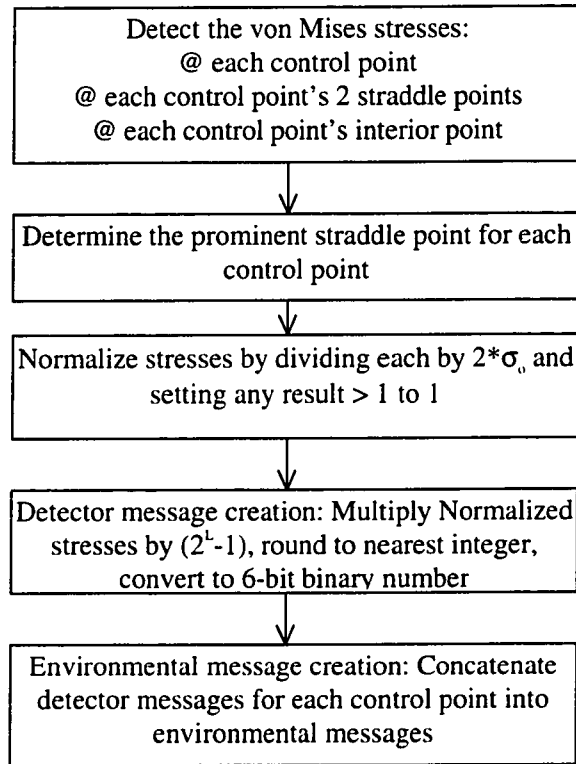 Detect the von Mises stresses:
@ each control point
@ each control point's 2 straddle points
@ each control point's interior point
Determine the prominent straddle point for each
control point
Normalize stresses by dividing each by 2*σₒ and
setting any result > 1 to 1
Detector message creation: Multiply Normalized
stresses by (2ᴸ-1), round to nearest integer,
convert to 6-bit binary number
Environmental message creation: Concatenate
detector messages for each control point into
environmental messages